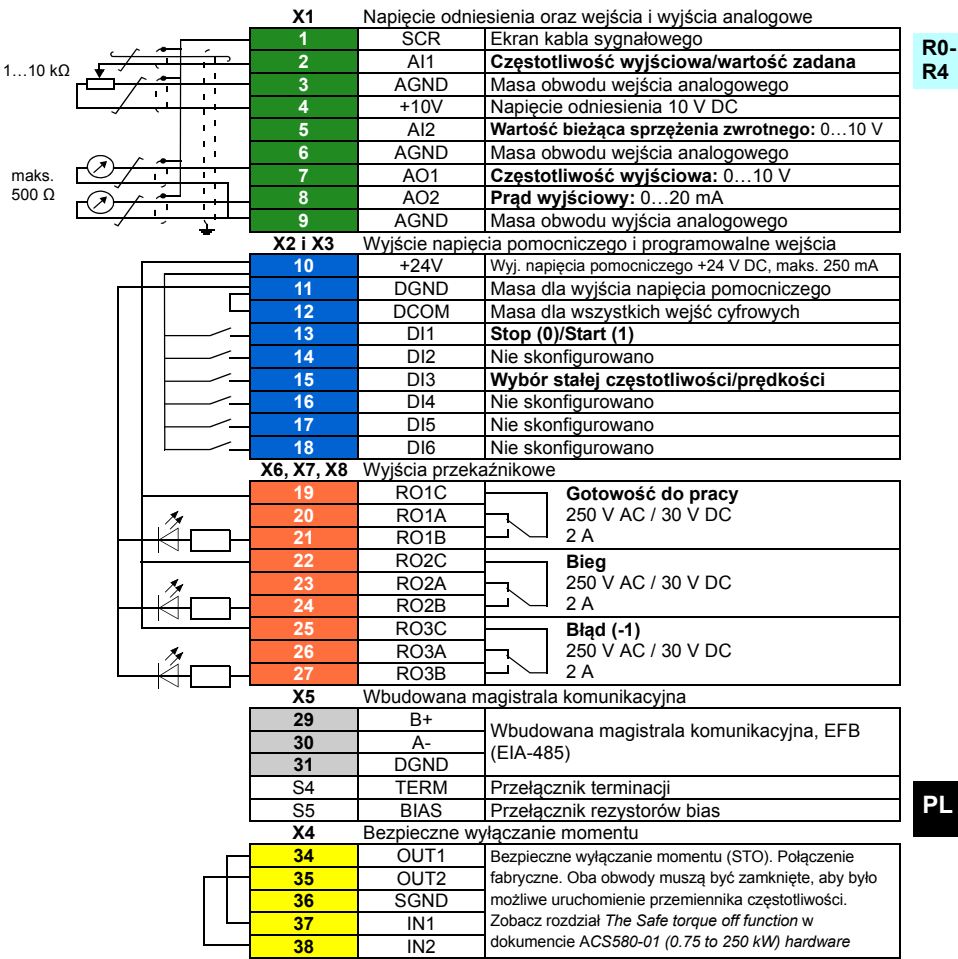 X1 Napięcie odniesienia oraz wejścia i wyjścia analogowe
1 SCR Ekran kabla sygnałowego
R0-
R4
1…10 kΩ
2 AI1 Częstotliwość wyjściowa/wartość zadana
3 AGND Masa obwodu wejścia analogowego
4 +10V Napięcie odniesienia 10 V DC
5 AI2 Wartość bieżąca sprzężenia zwrotnego: 0…10 V
6 AGND Masa obwodu wejścia analogowego
maks.
500 Ω
7 AO1 Częstotliwość wyjściowa: 0…10 V
8 AO2 Prąd wyjściowy: 0…20 mA
9 AGND Masa obwodu wyjścia analogowego
X2 i X3 Wyjście napięcia pomocniczego i programowalne wejścia
10 +24V Wyj. napięcia pomocniczego +24 V DC, maks. 250 mA
11 DGND Masa dla wyjścia napięcia pomocniczego
12 DCOM Masa dla wszystkich wejść cyfrowych
13 DI1 Stop (0)/Start (1)
14 DI2 Nie skonfigurowano
15 DI3 Wybór stałej częstotliwości/prędkości
16 DI4 Nie skonfigurowano
17 DI5 Nie skonfigurowano
18 DI6 Nie skonfigurowano
X6, X7, X8 Wyjścia przekaźnikowe
19 RO1C Gotowość do pracy
20 RO1A 250 V AC / 30 V DC
21 RO1B 2 A
22 RO2C Bieg
23 RO2A 250 V AC / 30 V DC
24 RO2B 2 A
25 RO3C Błąd (-1)
26 RO3A 250 V AC / 30 V DC
27 RO3B 2 A
X5 Wbudowana magistrala komunikacyjna
29 B+
30 A-
31 DGND
Wbudowana magistrala komunikacyjna, EFB
(EIA-485)
S4 TERM Przełącznik terminacji
S5 BIAS Przełącznik rezystorów bias
PL
X4 Bezpieczne wyłączanie momentu
34 OUT1 Bezpieczne wyłączanie momentu (STO). Połączenie
35 OUT2 fabryczne. Oba obwody muszą być zamknięte, aby było
36 SGND możliwe uruchomienie przemiennika częstotliwości.
37 IN1 Zobacz rozdział The Safe torque off function w
38 IN2 dokumencie ACS580-01 (0.75 to 250 kW) hardware